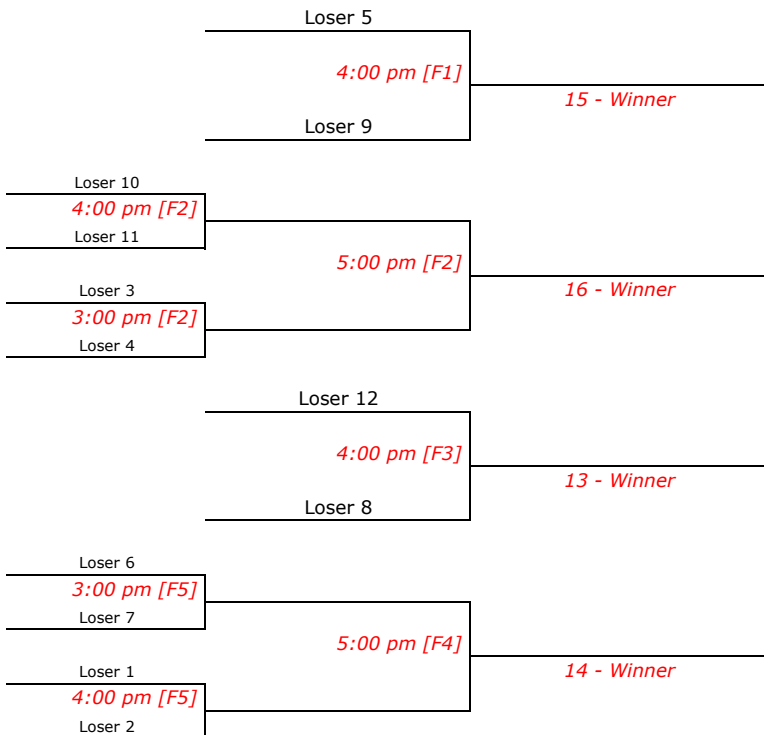 Loser 5
4:00 pm [F1]
15 - Winner
Loser 9
Loser 10
4:00 pm [F2]
Loser 11
5:00 pm [F2]
16 - Winner
Loser 3
3:00 pm [F2]
Loser 4
Loser 12
4:00 pm [F3]
13 - Winner
Loser 8
Loser 6
3:00 pm [F5]
Loser 7
5:00 pm [F4]
14 - Winner
Loser 1
4:00 pm [F5]
Loser 2